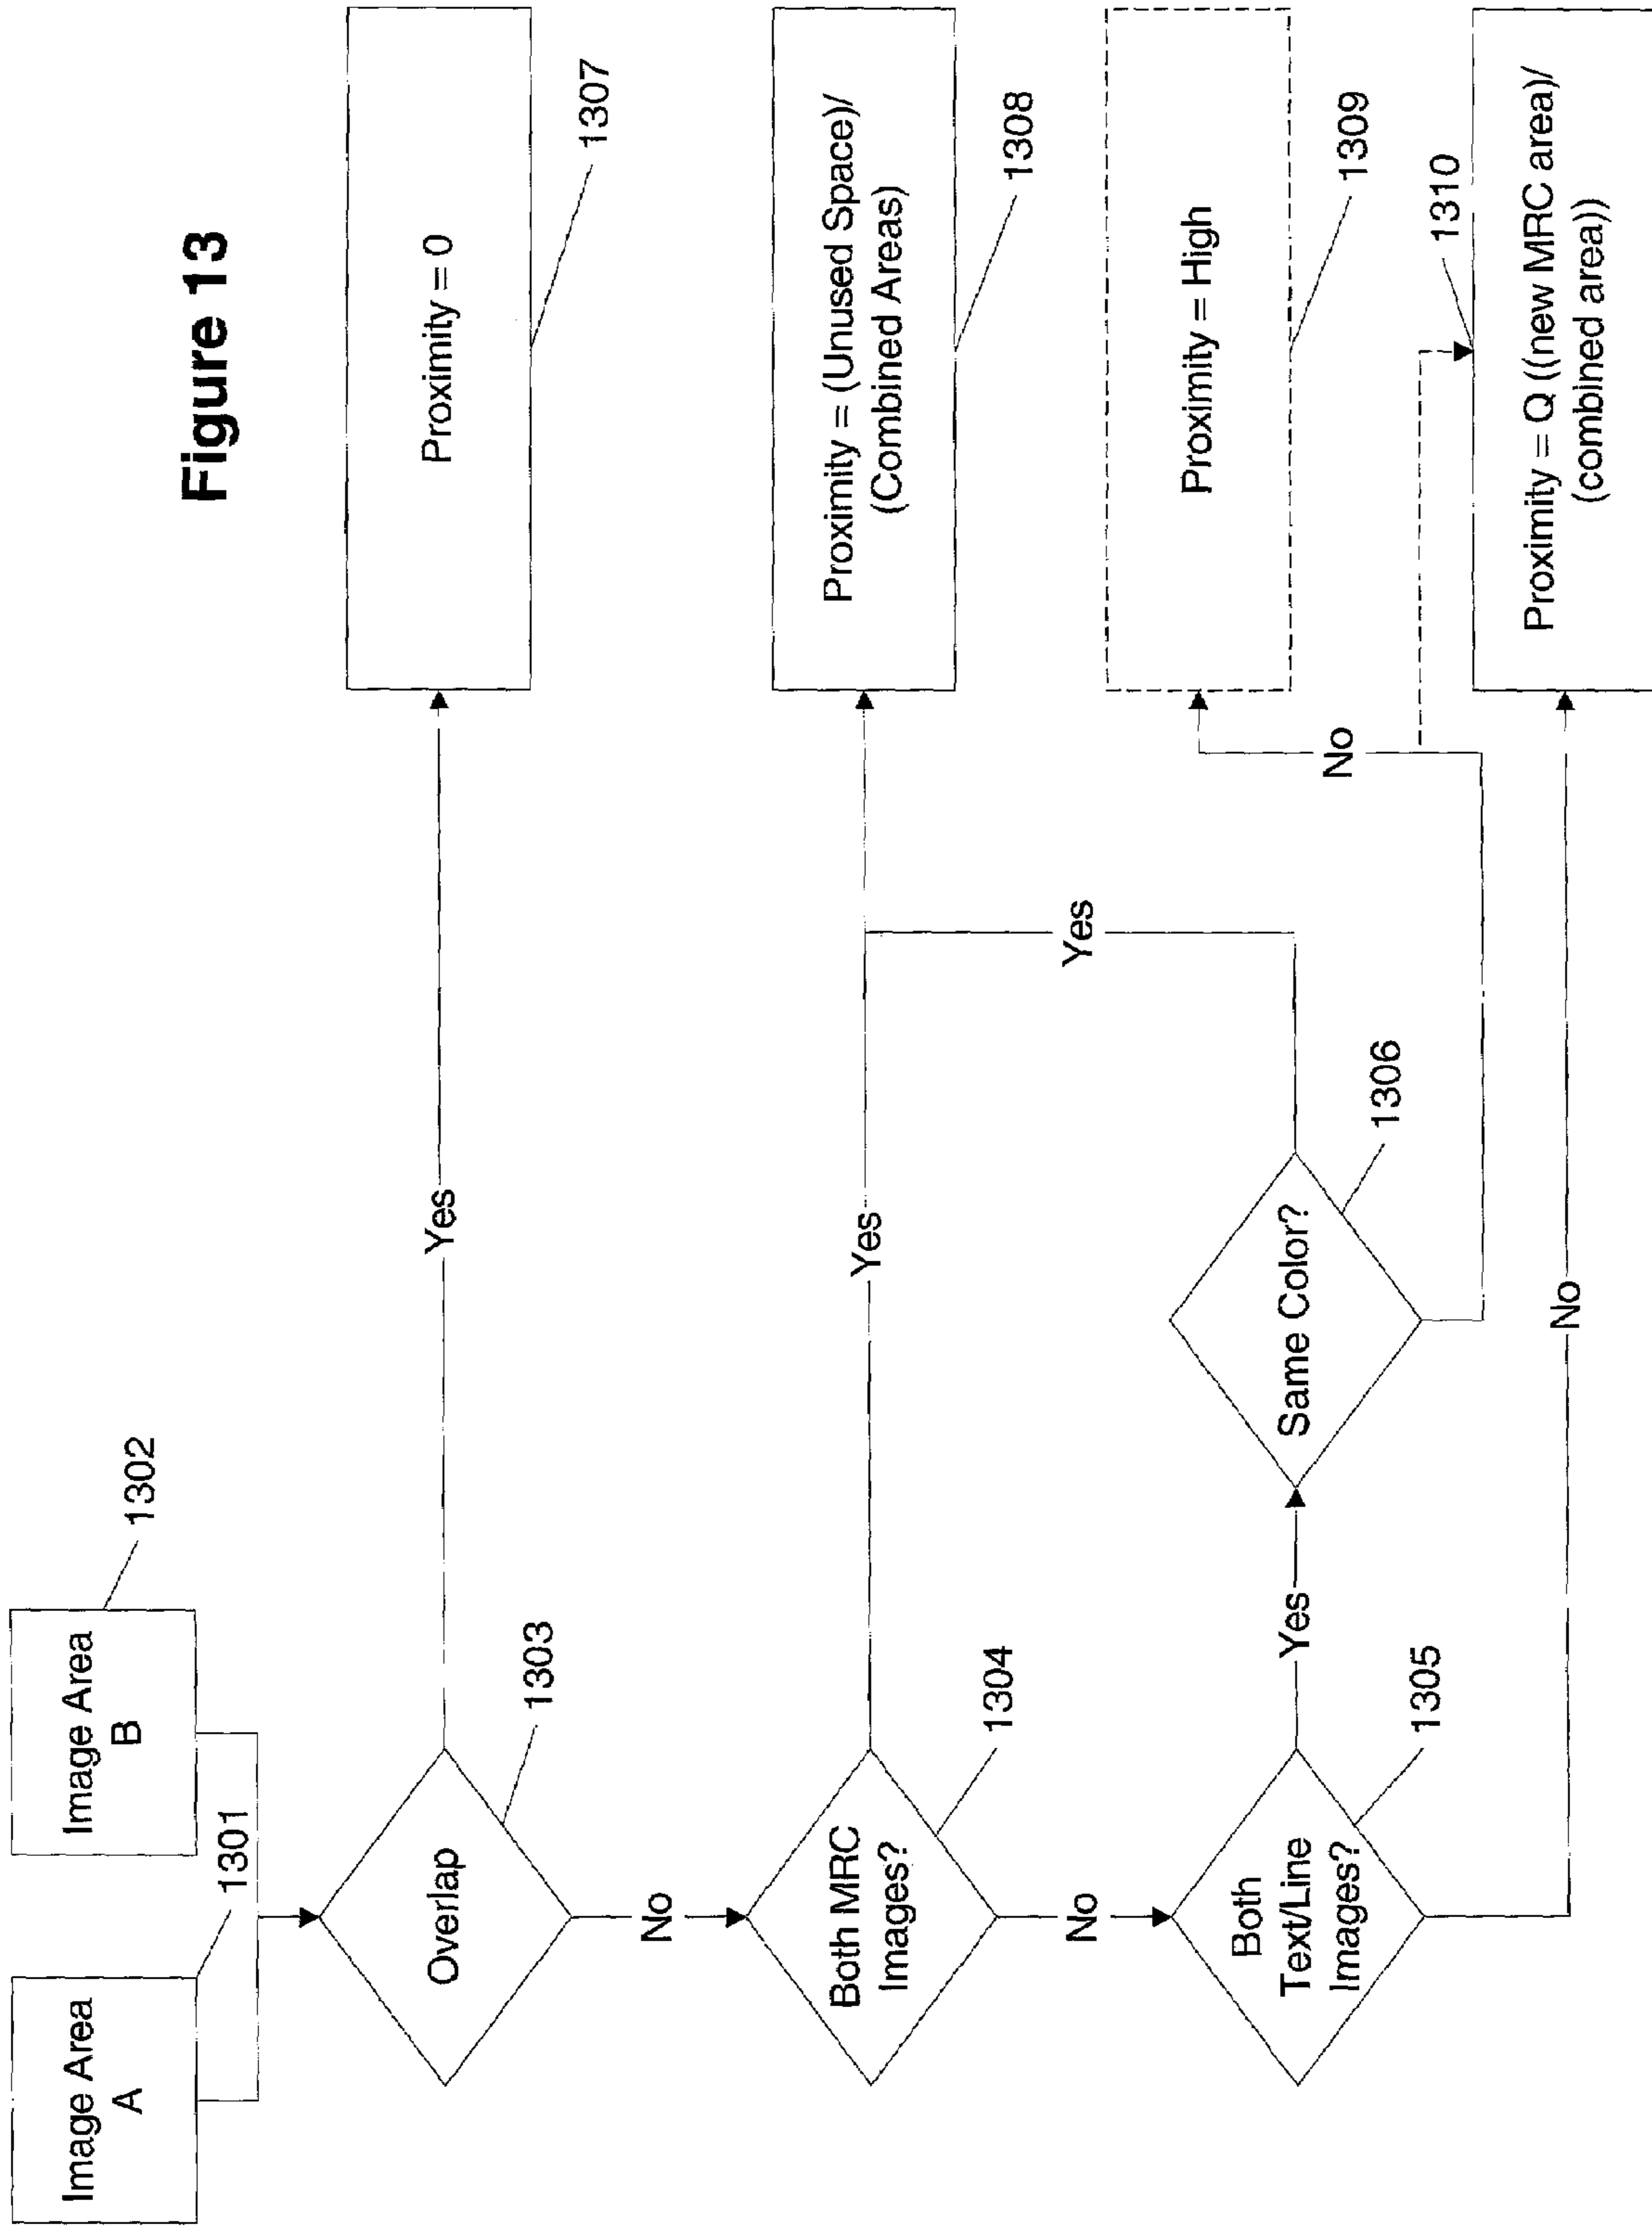 Figure 13
Image Area
A
1301
Image Area
B
1302
Overlap
1303
Yes
Proximity = 0
1307
No
Both MRC
Images?
1304
Yes
Proximity = (Unused Space)/
(Combined Areas)
1308
No
Both
Text/Line
Images?
1305
Yes
Same Color?
1306
Yes
No
Proximity = High
1309
1310
No
Proximity = Q ((new MRC area)/
(combined area))